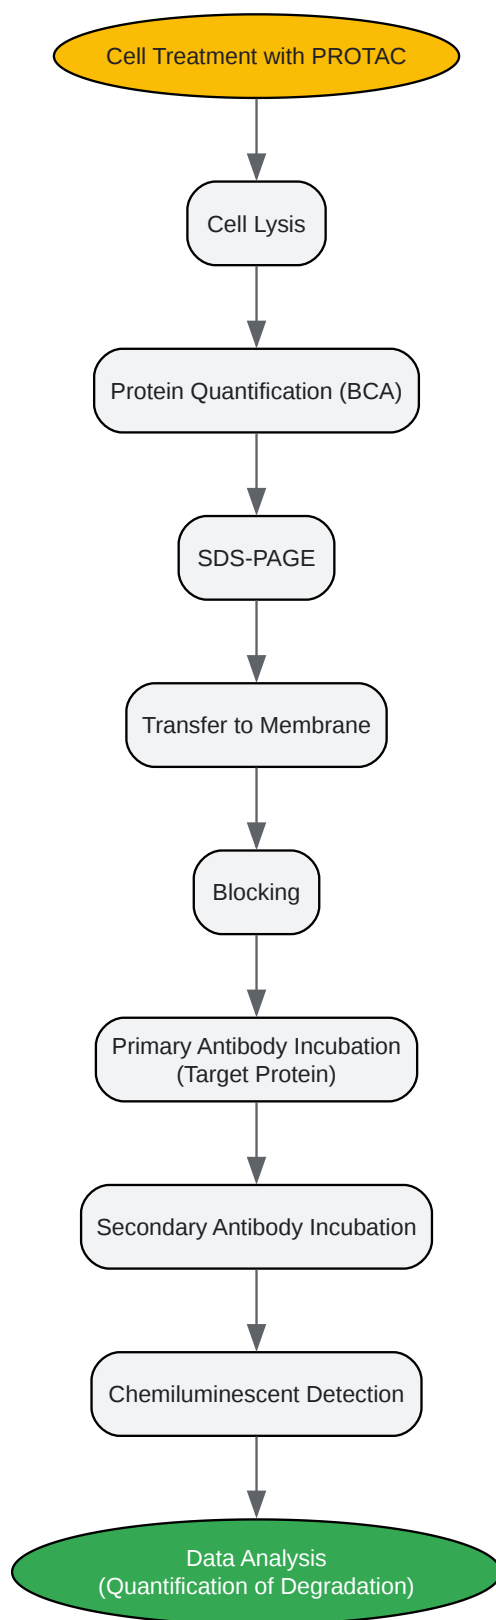 Cell Treatment with PROTAC
Cell Lysis
Protein Quantification (BCA)
SDS-PAGE
Transfer to Membrane
Blocking
Primary Antibody Incubation
(Target Protein)
Secondary Antibody Incubation
Chemiluminescent Detection
Data Analysis
(Quantification of Degradation)